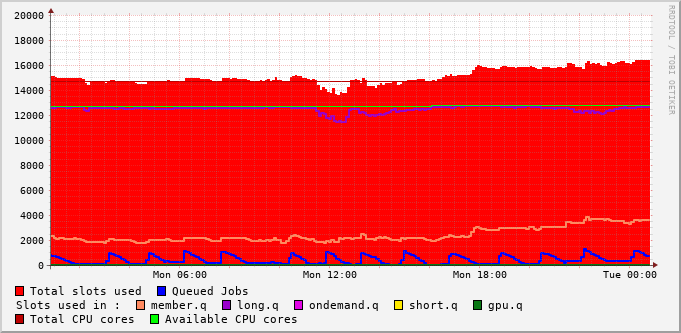 RRDTOOL / TOBI OETIKER
20000
18000
16000
14000
12000
10000
8000
6000
4000
2000
0
Mon 06:00 Mon 12:00 Mon 18:00 Tue 00:00
Total slots used Queued Jobs
Slots used in : member.q long.q ondemand.q short.q gpu.q
Total CPU cores Available CPU cores